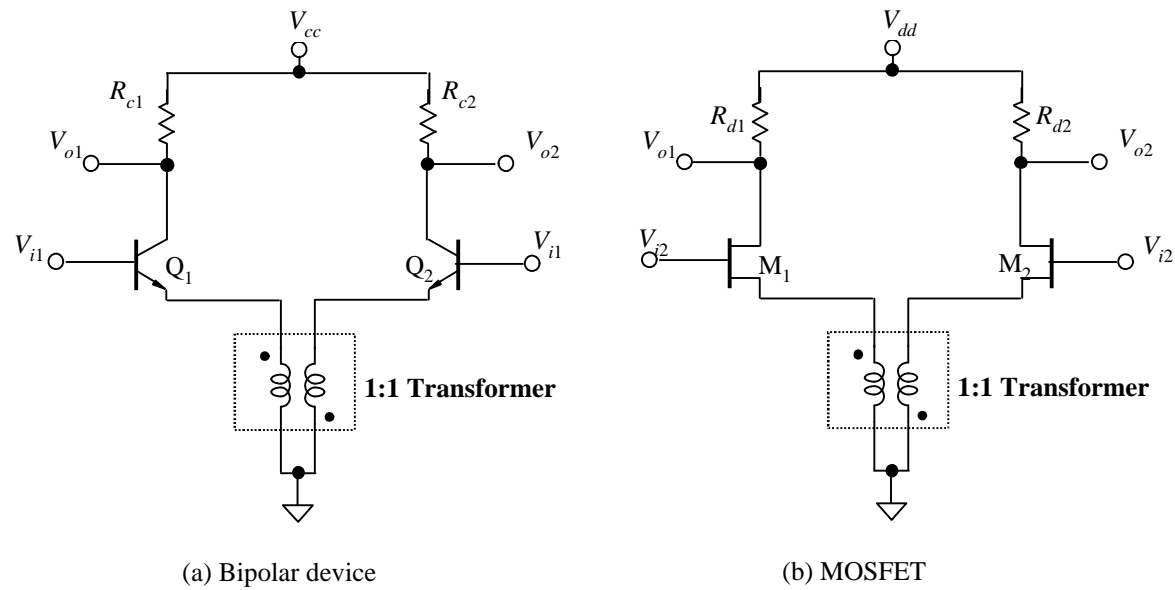 V_cc
R_c1
R_c2
V_o1
V_o2
V_i1
V_i1
Q_1
Q_2
1:1 Transformer
(a) Bipolar device
V_dd
R_d1
R_d2
V_o1
V_o2
V_i2
V_i2
M_1
M_2
1:1 Transformer
(b) MOSFET